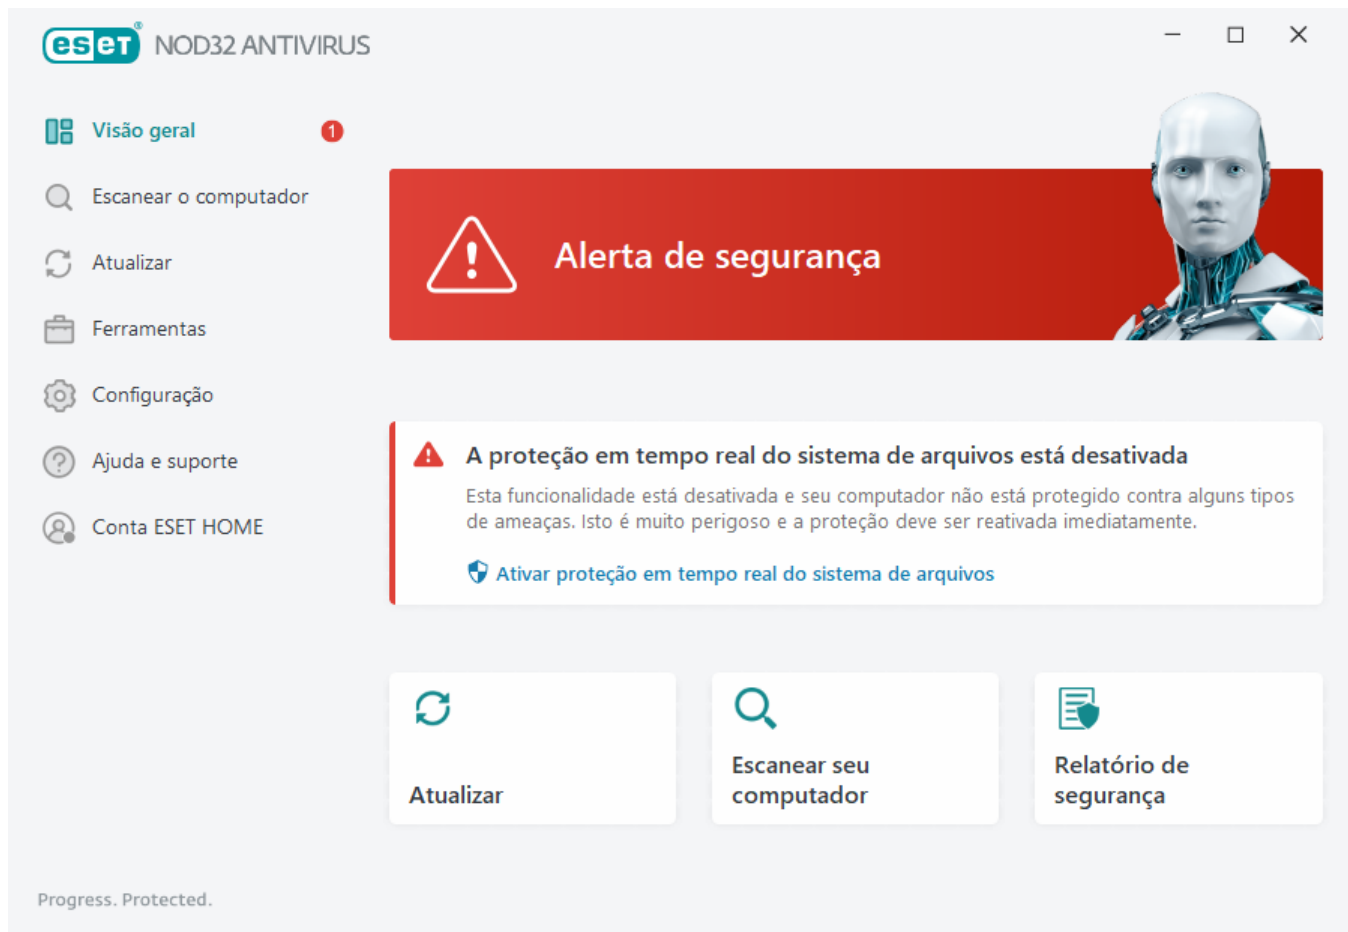 eset® NOD32 ANTIVIRUS
Visão geral
1
Escanear o computador
Atualizar
Ferramentas
Configuração
Ajuda e suporte
Conta ESET HOME
Alerta de segurança
A proteção em tempo real do sistema de arquivos está desativada
Esta funcionalidade está desativada e seu computador não está protegido contra alguns tipos
de ameaças. Isto é muito perigoso e a proteção deve ser reativada imediatamente.
Ativar proteção em tempo real do sistema de arquivos
Atualizar
Escanear seu
computador
Relatório de
segurança
Progress. Protected.